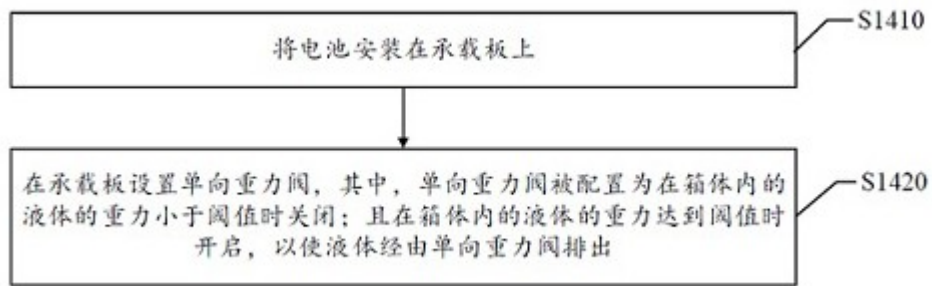 将电池安装在承载板上
S1410
在承载板设置单向重力阀，其中，单向重力阀被配置为在箱体内的
液体的重力小于阈值时关闭；且在箱体内的液体的重力达到阈值时
开启，以使液体经由单向重力阀排出
S1420